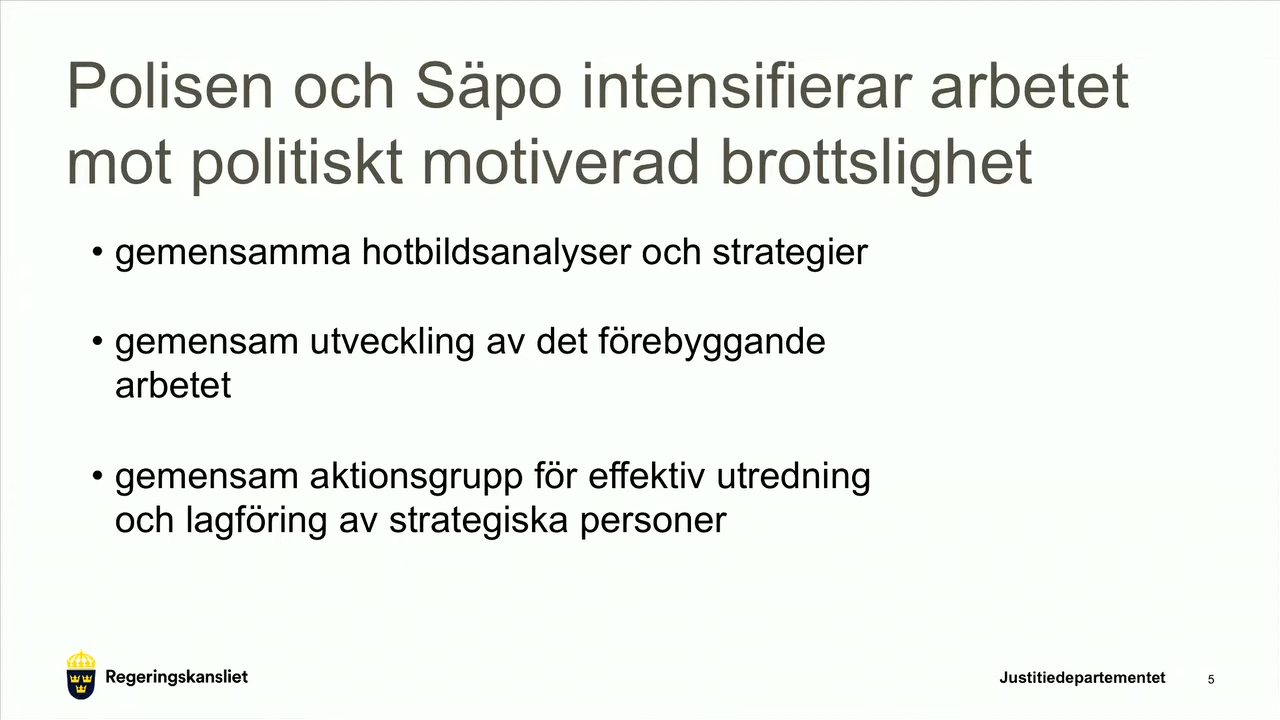 Polisen och Säpo intensifierar arbetet
mot politiskt motiverad brottslighet
• gemensamma hotbildsanalyser och strategier
• gemensam utveckling av det förebyggande
arbetet
• gemensam aktionsgrupp för effektiv utredning
och lagföring av strategiska personer
Regeringskansliet
Justitiedepartementet 5